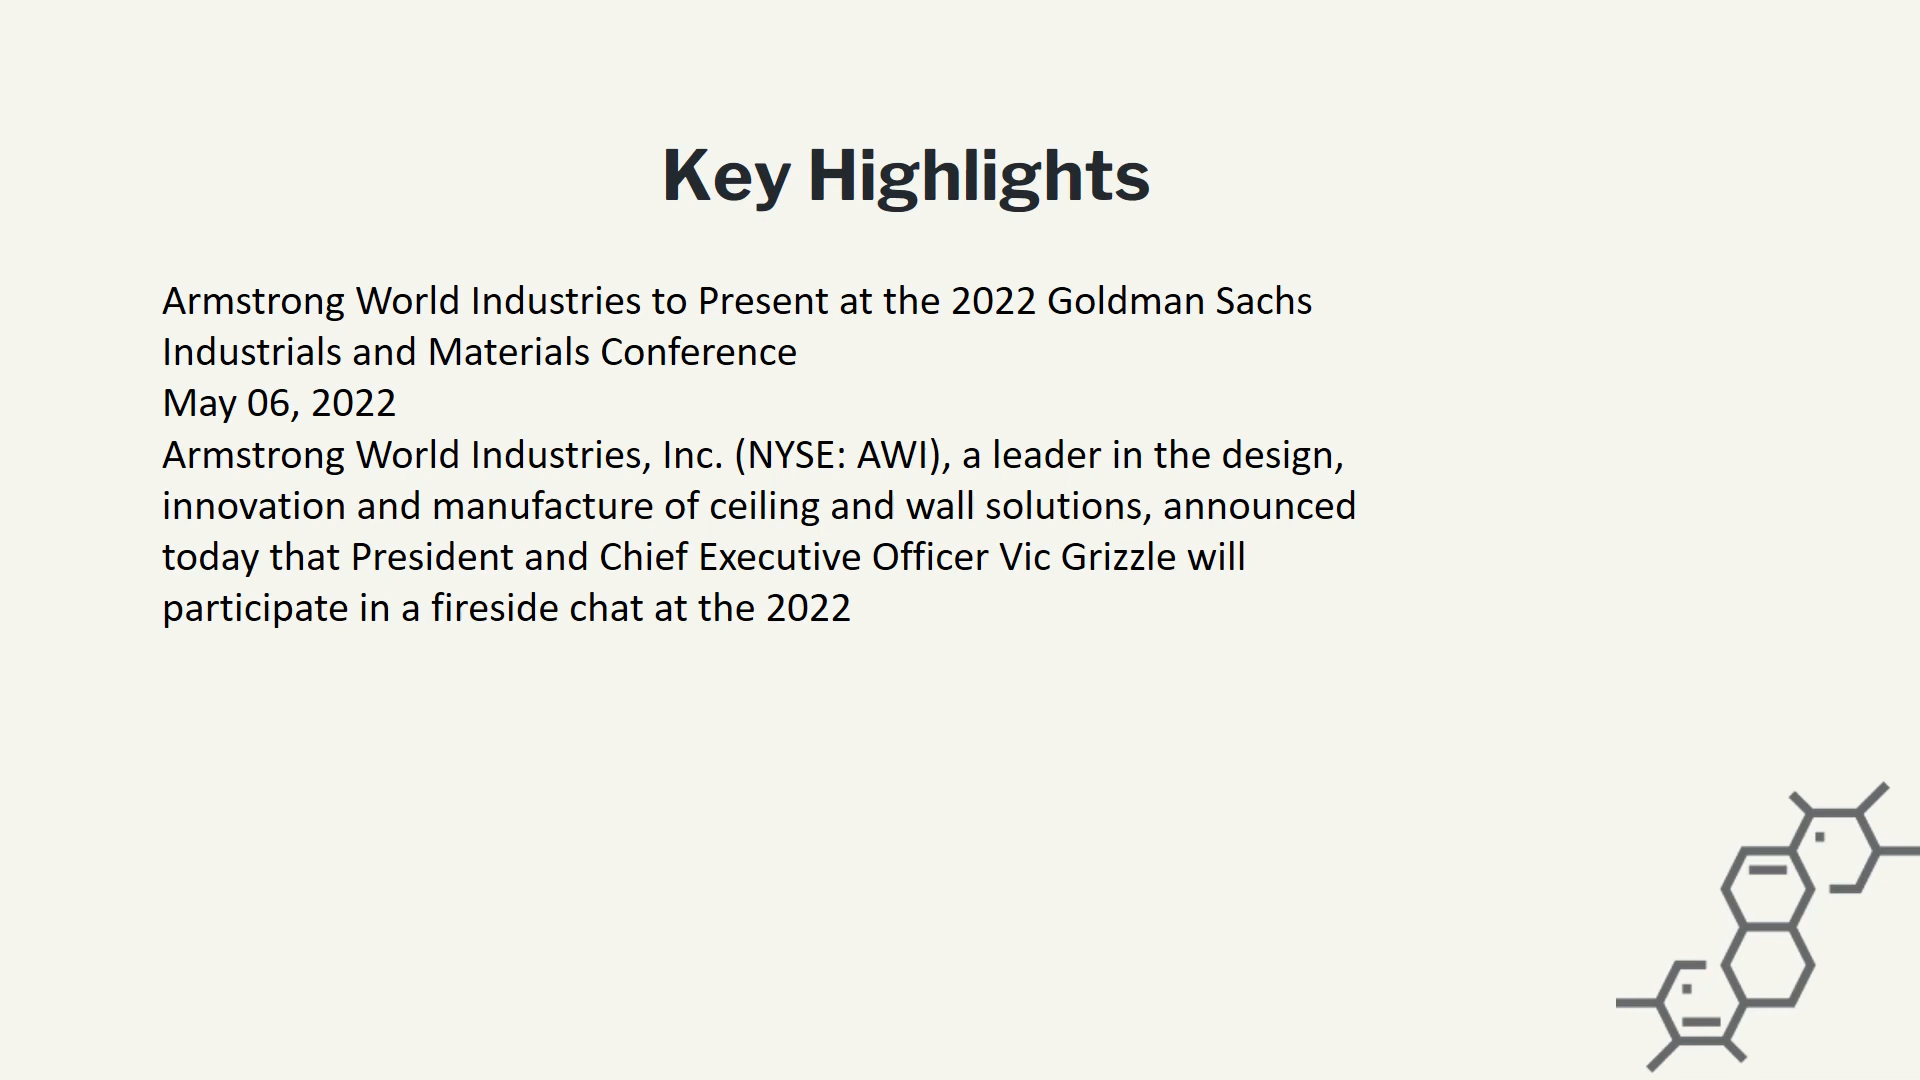 Key Highlights
Armstrong World Industries to Present at the 2022 Goldman Sachs
Industrials and Materials Conference
May 06, 2022
Armstrong World Industries, Inc. (NYSE: AWI), a leader in the design,
innovation and manufacture of ceiling and wall solutions, announced
today that President and Chief Executive Officer Vic Grizzle will
participate in a fireside chat at the 2022